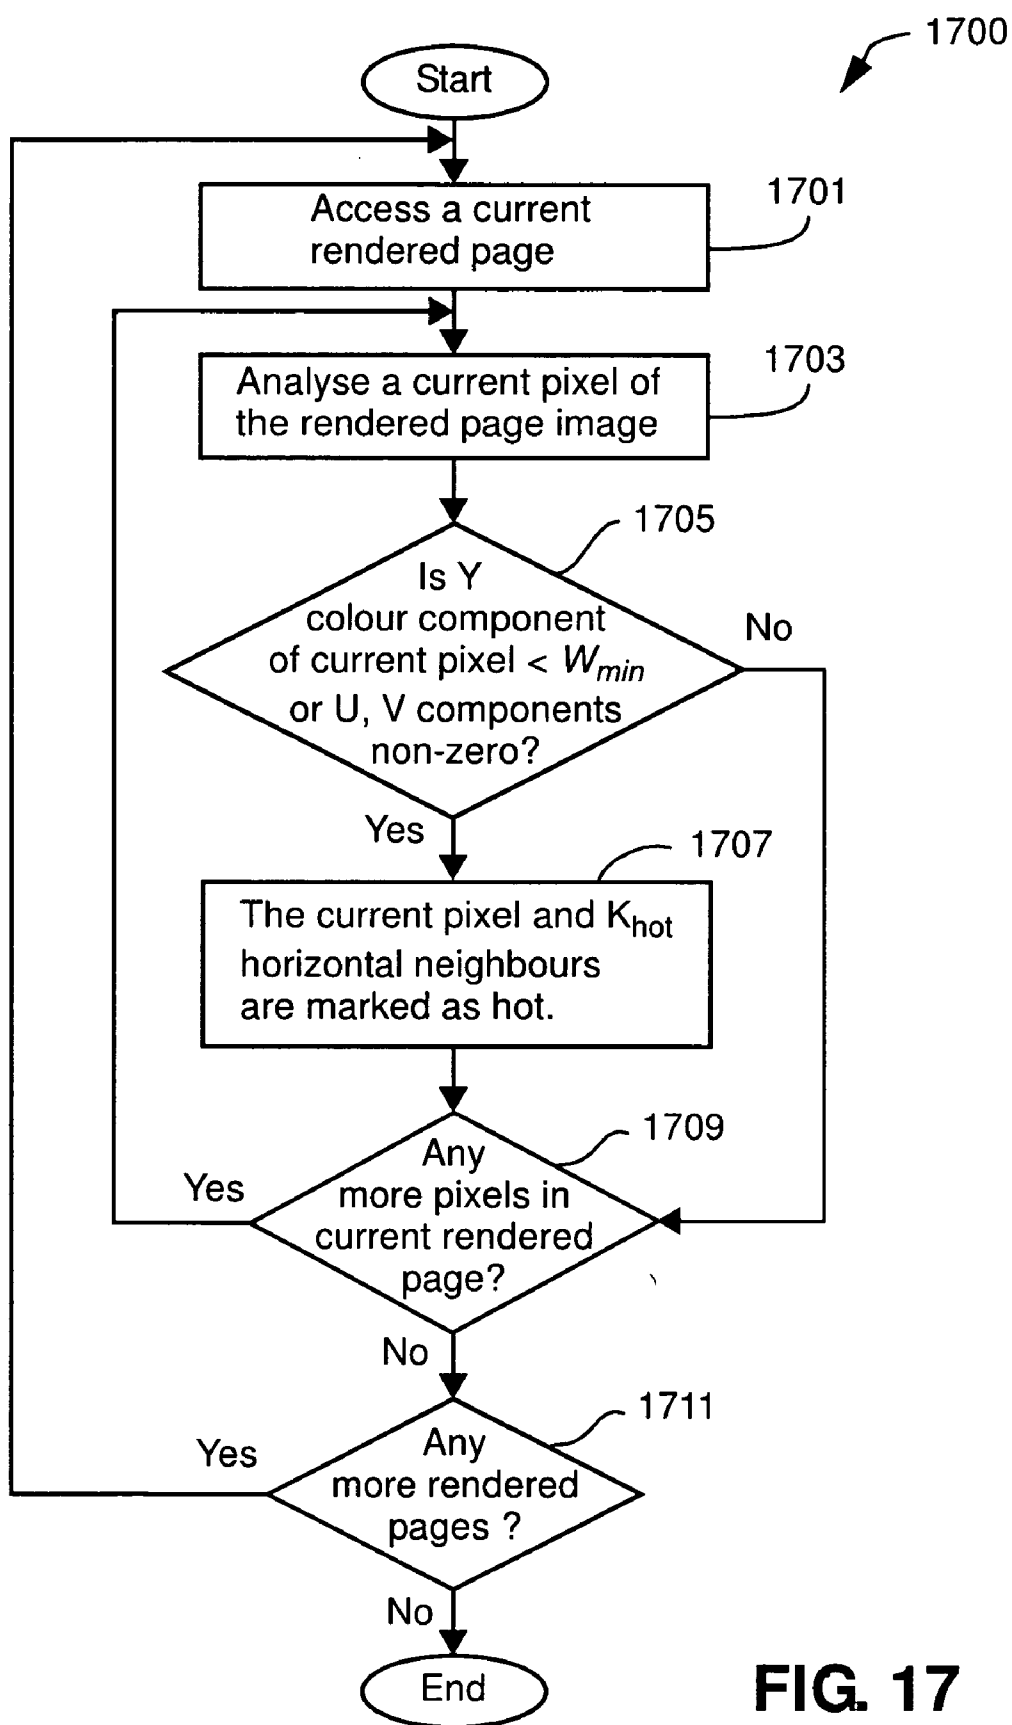 1700
Start
Access a current
rendered page
1701
Analyse a current pixel of
the rendered page image
1703
Is Y
colour component
of current pixel < Wmin
or U, V components
non-zero?
1705
No
Yes
The current pixel and Khot
horizontal neighbours
are marked as hot.
1707
Any
more pixels in
current rendered
page?
1709
Yes
No
Any
more rendered
pages ?
1711
Yes
No
End
FIG. 17